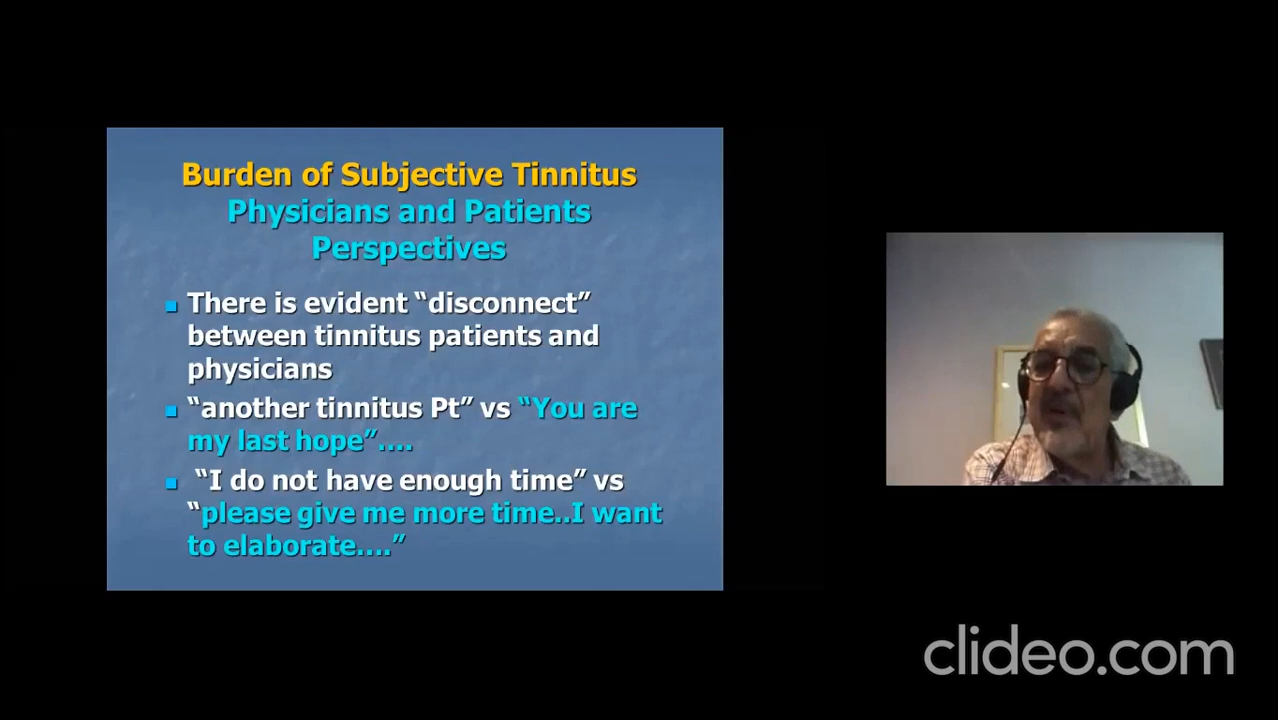 Burden of Subjective Tinnitus
Physicians and Patients
Perspectives
There is evident “disconnect”
between tinnitus patients and
physicians
“another tinnitus Pt” vs “You are
my last hope”....
“I do not have enough time” vs
“please give me more time..I want
to elaborate....”
clideo.com